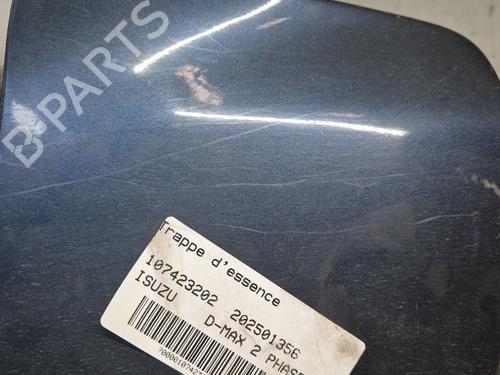 B-PARTS
Trappe d'essence
107423202 202501356
ISUZU D-MAX 2 PHAS